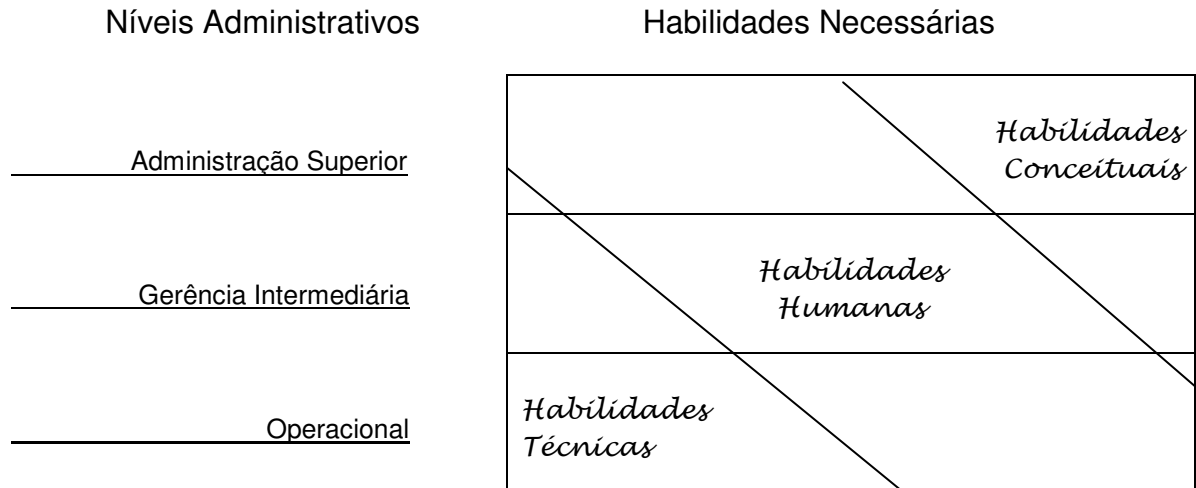 Níveis Administrativos
Habilidades Necessárias
Habilidades
Conceituais
Administração Superior
Habilidades
Humanas
Gerência Intermediária
Habilidades
Técnicas
Operacional